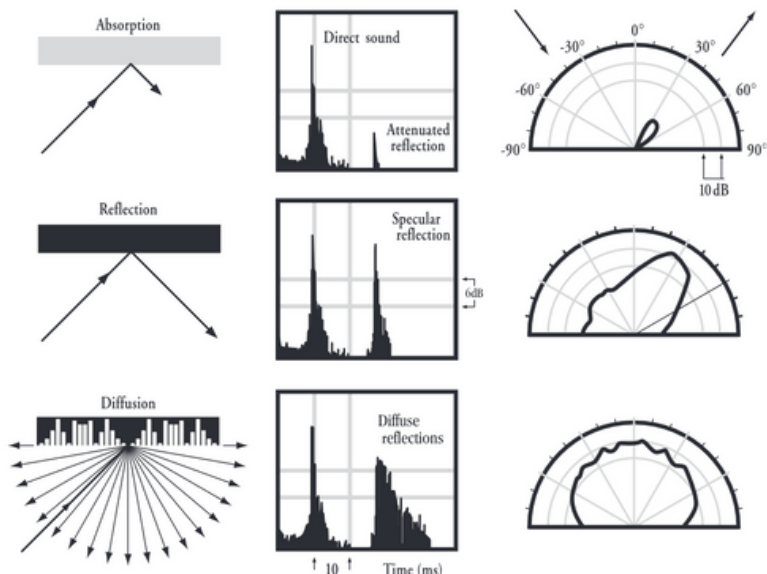 Absorption
Direct sound
Attenuated
reflection
-90°
-60°
-30°
0°
30°
60°
90°
10 dB
Reflection
Specular
reflection
6dB
Diffusion
Diffuse
reflections
10
Time (ms)